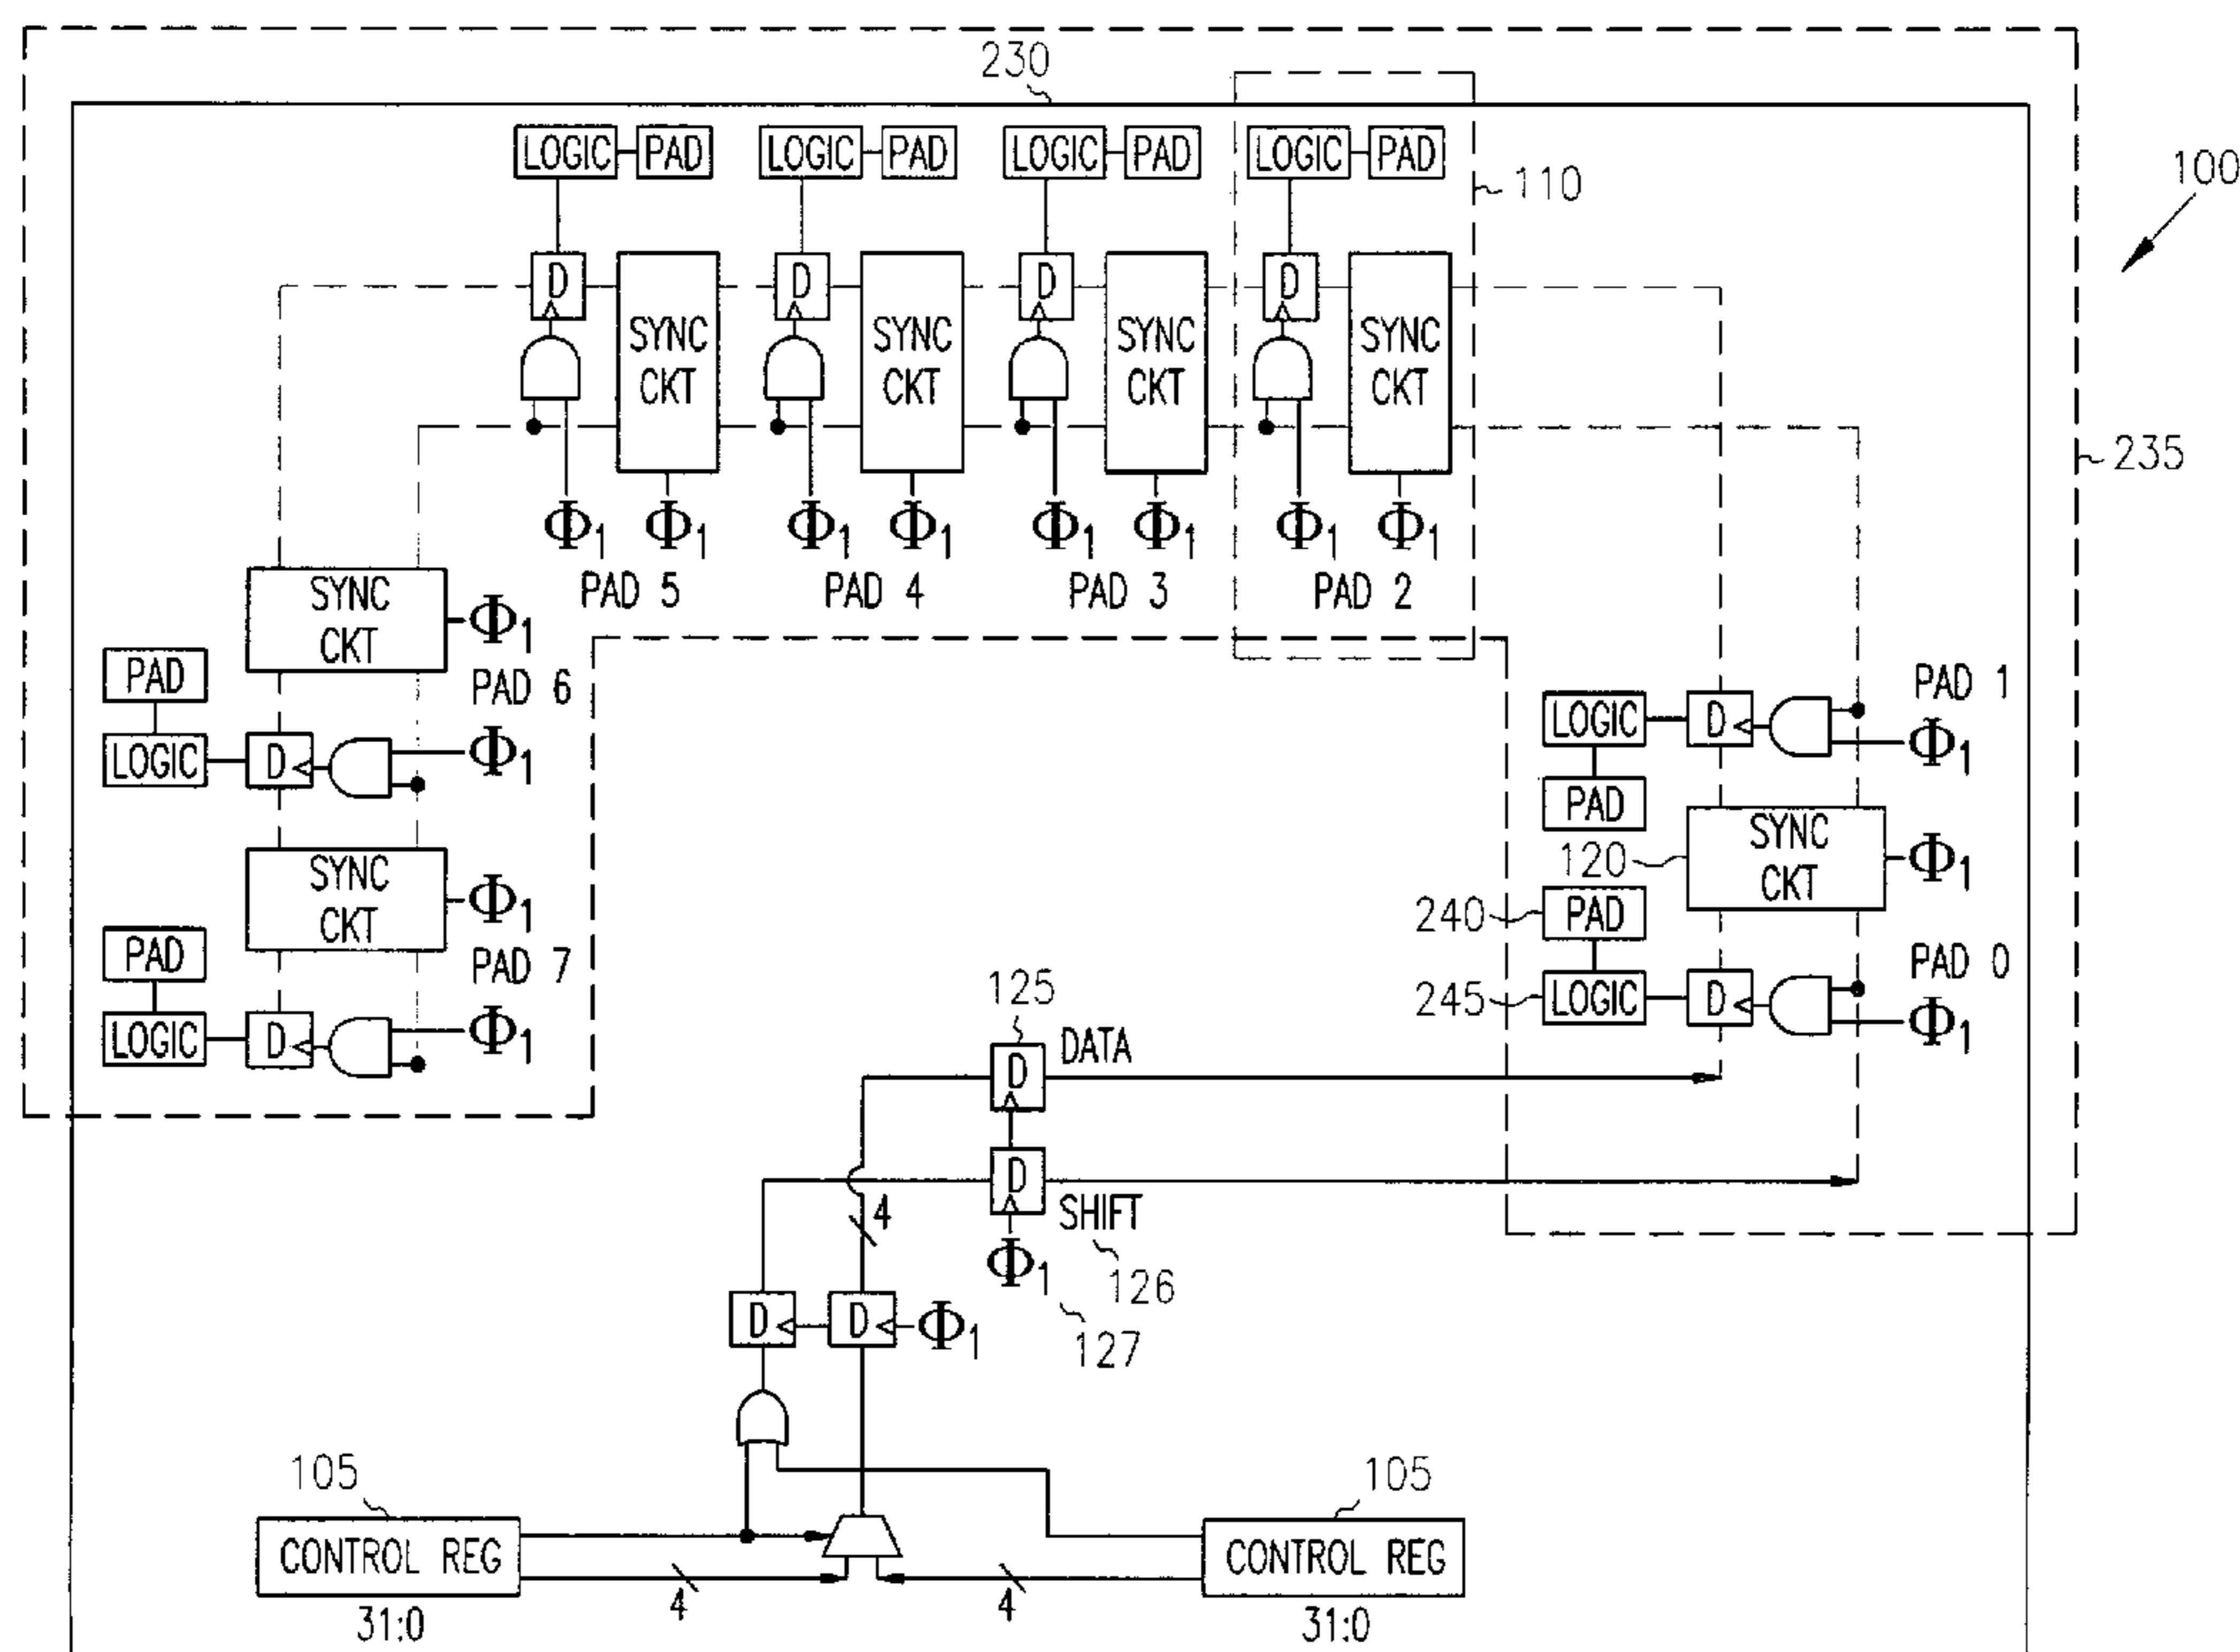 230
100
LOGIC PAD LOGIC PAD LOGIC PAD LOGIC PAD
110
D D D D
SYNC CKT SYNC CKT SYNC CKT SYNC CKT
235
Φ1 Φ1 Φ1 Φ1 Φ1 Φ1 Φ1 Φ1
PAD 5 PAD 4 PAD 3 PAD 2
SYNC CKT Φ1
PAD
PAD 6
LOGIC D Φ1
SYNC CKT Φ1
PAD
PAD 7
LOGIC D Φ1
PAD 1
LOGIC D Φ1
PAD
120 SYNC CKT Φ1
240 PAD
PAD 0
245 LOGIC D Φ1
125
D DATA
D SHIFT
4
Φ1 126
127
D D Φ1
105 105
CONTROL REG CONTROL REG
4 4
31:0 31:0